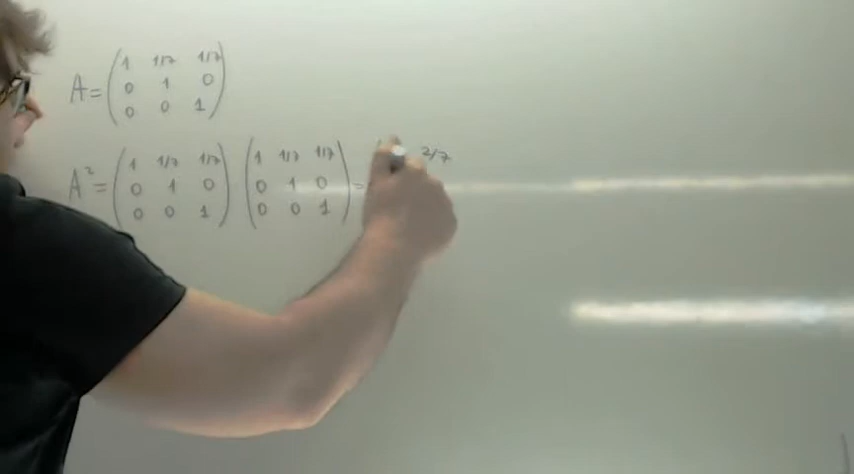 A = ( 1 1/7 1/7
0 1 0
0 0 1 )
A² = ( 1 1/7 1/7 ) ( 1 1/7 1/7 ) = ( 2/7
0 1 0 0 1 0
0 0 1 0 0 1